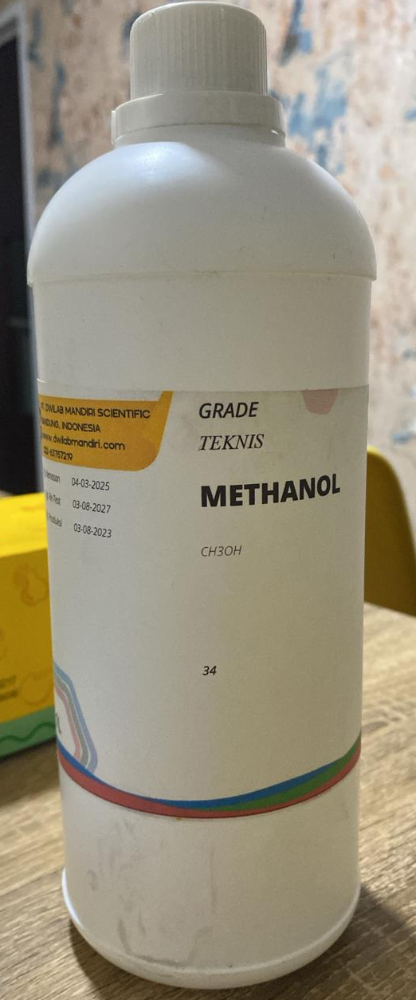 DWILAB MANDIRI SCIENTIFIC
BANDUNG, INDONESIA
www.dwilabmandiri.com
04-03-2025
03-08-2027
03-08-2023
GRADE
TEKNIS
METHANOL
CH3OH
34